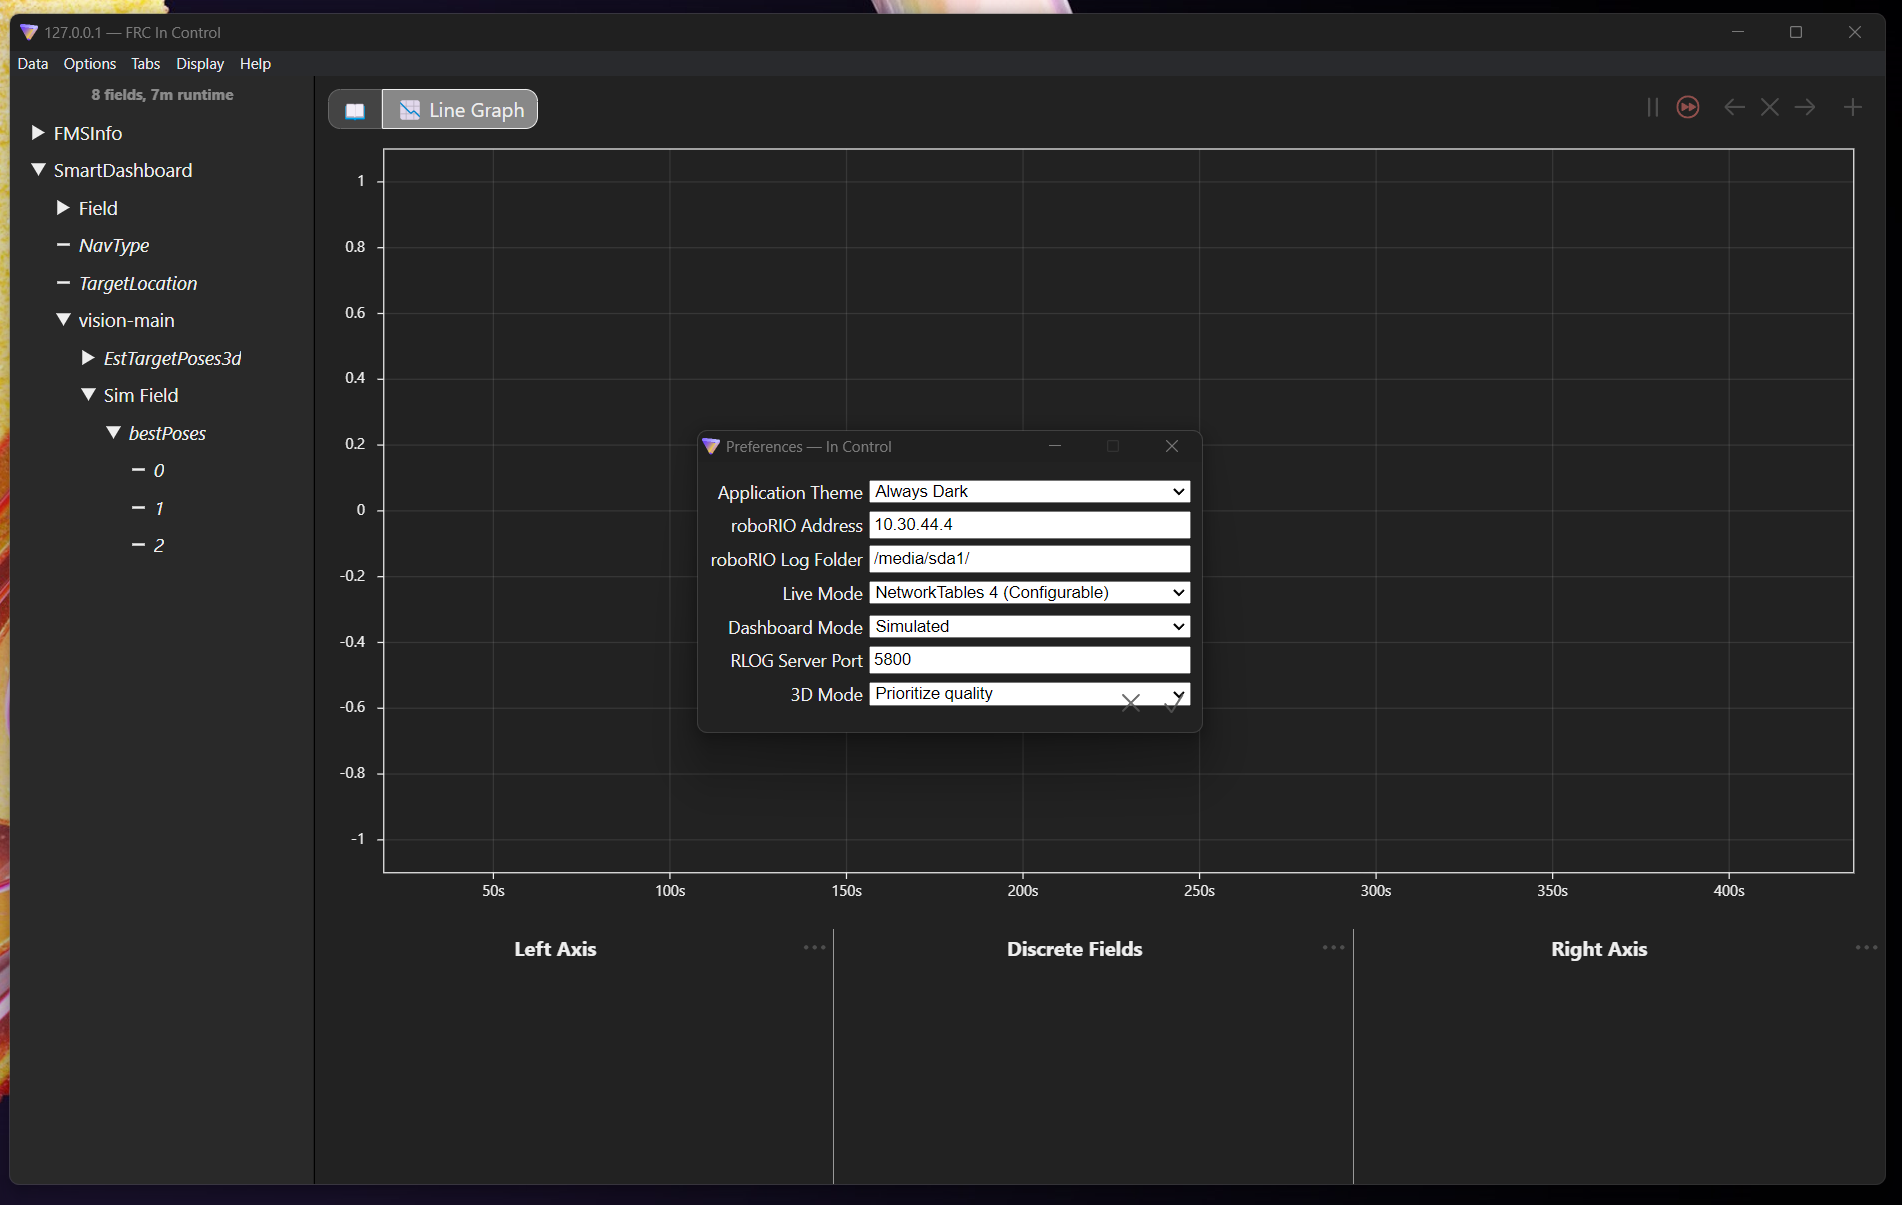 127.0.0.1 — FRC In Control
Data Options Tabs Display Help
8 fields, 7m runtime
FMSInfo
SmartDashboard
Field
NavType
TargetLocation
vision-main
EstTargetPoses3d
Sim Field
bestPoses
0
1
2
Line Graph
1
0.8
0.6
0.4
0.2
0
-0.2
-0.4
-0.6
-0.8
-1
50s 100s 150s 200s 250s 300s 350s 400s
Preferences — In Control
Application Theme Always Dark
roboRIO Address 10.30.44.4
roboRIO Log Folder /media/sda1/
Live Mode NetworkTables 4 (Configurable)
Dashboard Mode Simulated
RLOG Server Port 5800
3D Mode Prioritize quality
Left Axis
Discrete Fields
Right Axis